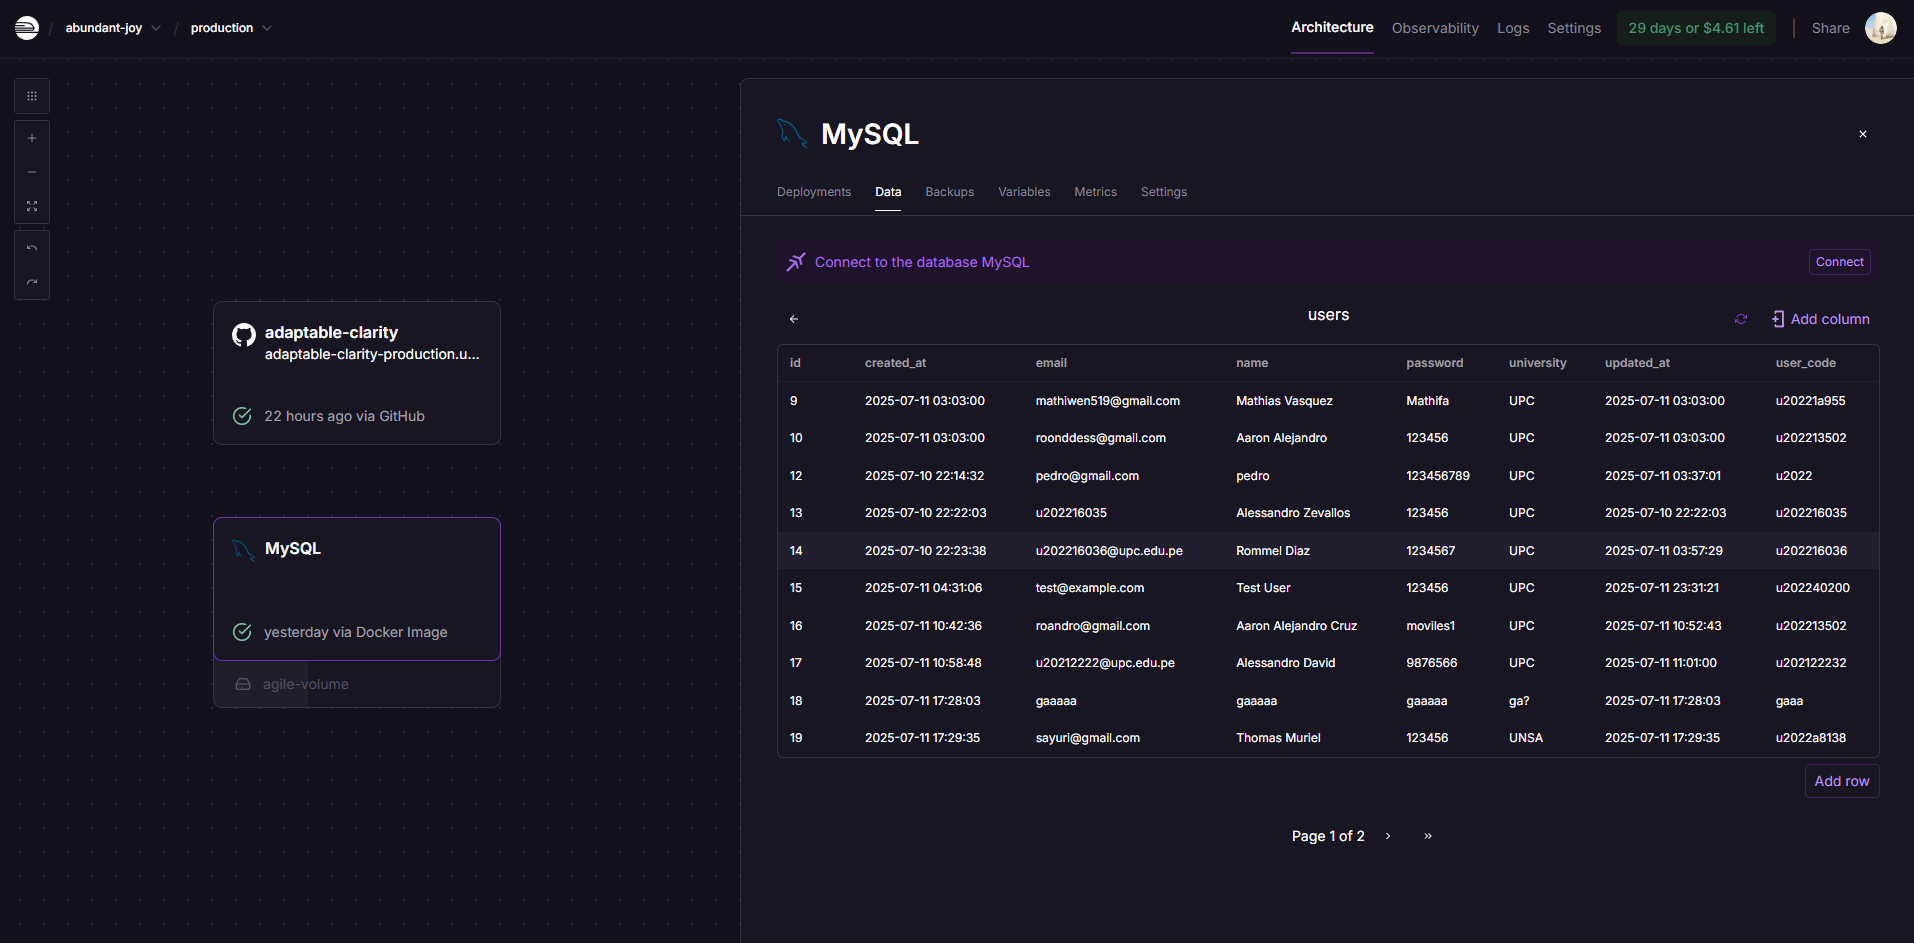 / abundant-joy / production
Architecture Observability Logs Settings 29 days or $4.61 left | Share
MySQL
Deployments Data Backups Variables Metrics Settings
Connect to the database MySQL Connect
users
Add column
id created_at email name password university updated_at user_code
9 2025-07-11 03:03:00 mathiwen519@gmail.com Mathias Vasquez Mathifa UPC 2025-07-11 03:03:00 u20221a955
10 2025-07-11 03:03:00 roonddess@gmail.com Aaron Alejandro 123456 UPC 2025-07-11 03:03:00 u202213502
12 2025-07-10 22:14:32 pedro@gmail.com pedro 123456789 UPC 2025-07-11 03:37:01 u2022
13 2025-07-10 22:22:03 u202216035 Alessandro Zevallos 123456 UPC 2025-07-10 22:22:03 u202216035
14 2025-07-10 22:23:38 u202216036@upc.edu.pe Rommel Diaz 1234567 UPC 2025-07-11 03:57:29 u202216036
15 2025-07-11 04:31:06 test@example.com Test User 123456 UPC 2025-07-11 23:31:21 u202240200
16 2025-07-11 10:42:36 roandro@gmail.com Aaron Alejandro Cruz moviles1 UPC 2025-07-11 10:52:43 u202213502
17 2025-07-11 10:58:48 u20212222@upc.edu.pe Alessandro David 9876566 UPC 2025-07-11 11:01:00 u202122232
18 2025-07-11 17:28:03 gaaaaa gaaaaa gaaaaa ga? 2025-07-11 17:28:03 gaaa
19 2025-07-11 17:29:35 sayuri@gmail.com Thomas Muriel 123456 UNSA 2025-07-11 17:29:35 u2022a8138
Add row
Page 1 of 2
adaptable-clarity
adaptable-clarity-production.u...
22 hours ago via GitHub
MySQL
yesterday via Docker Image
agile-volume